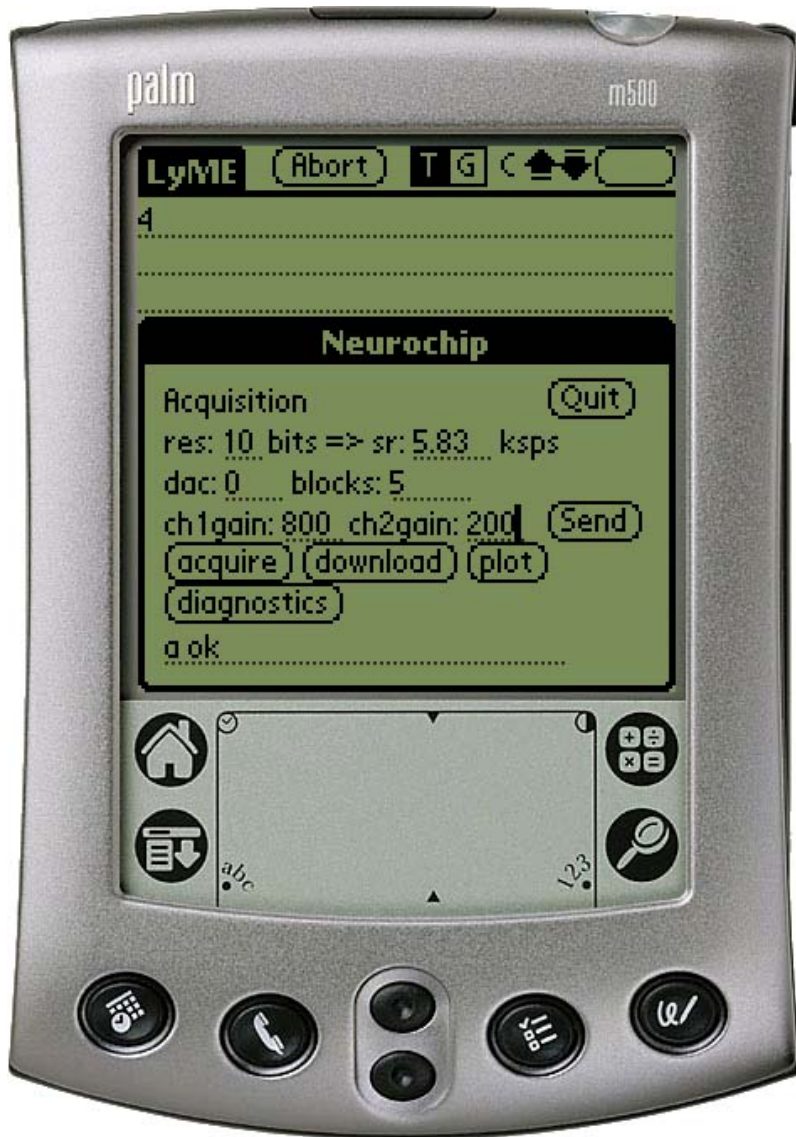 palm m500
LyME Abort T G C
4
Neurochip
Acquisition Quit
res: 10 bits => sr: 5.83 ksps
dac: 0 blocks: 5
ch1gain: 800 ch2gain: 200 Send
acquire download plot
diagnostics
a ok
abc 123